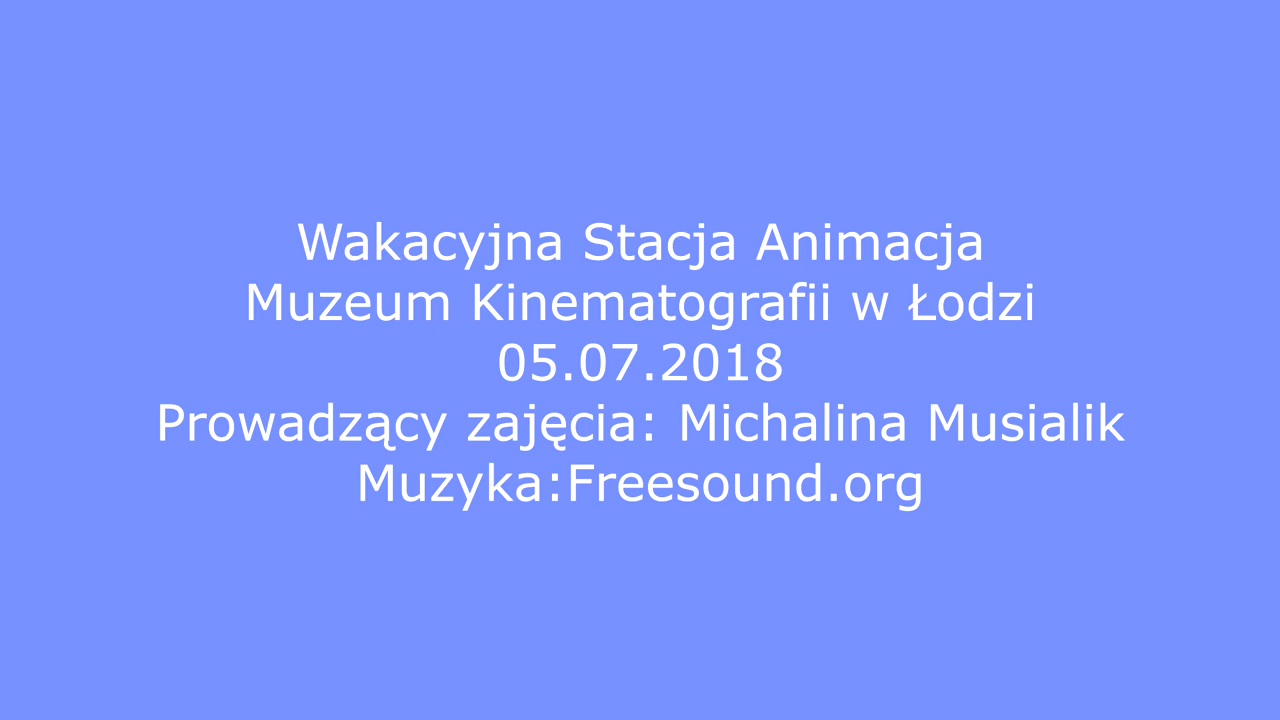 Wakacyjna Stacja Animacja
Muzeum Kinematografii w Łodzi
05.07.2018
Prowadzący zajęcia: Michalina Musialik
Muzyka:Freesound.org